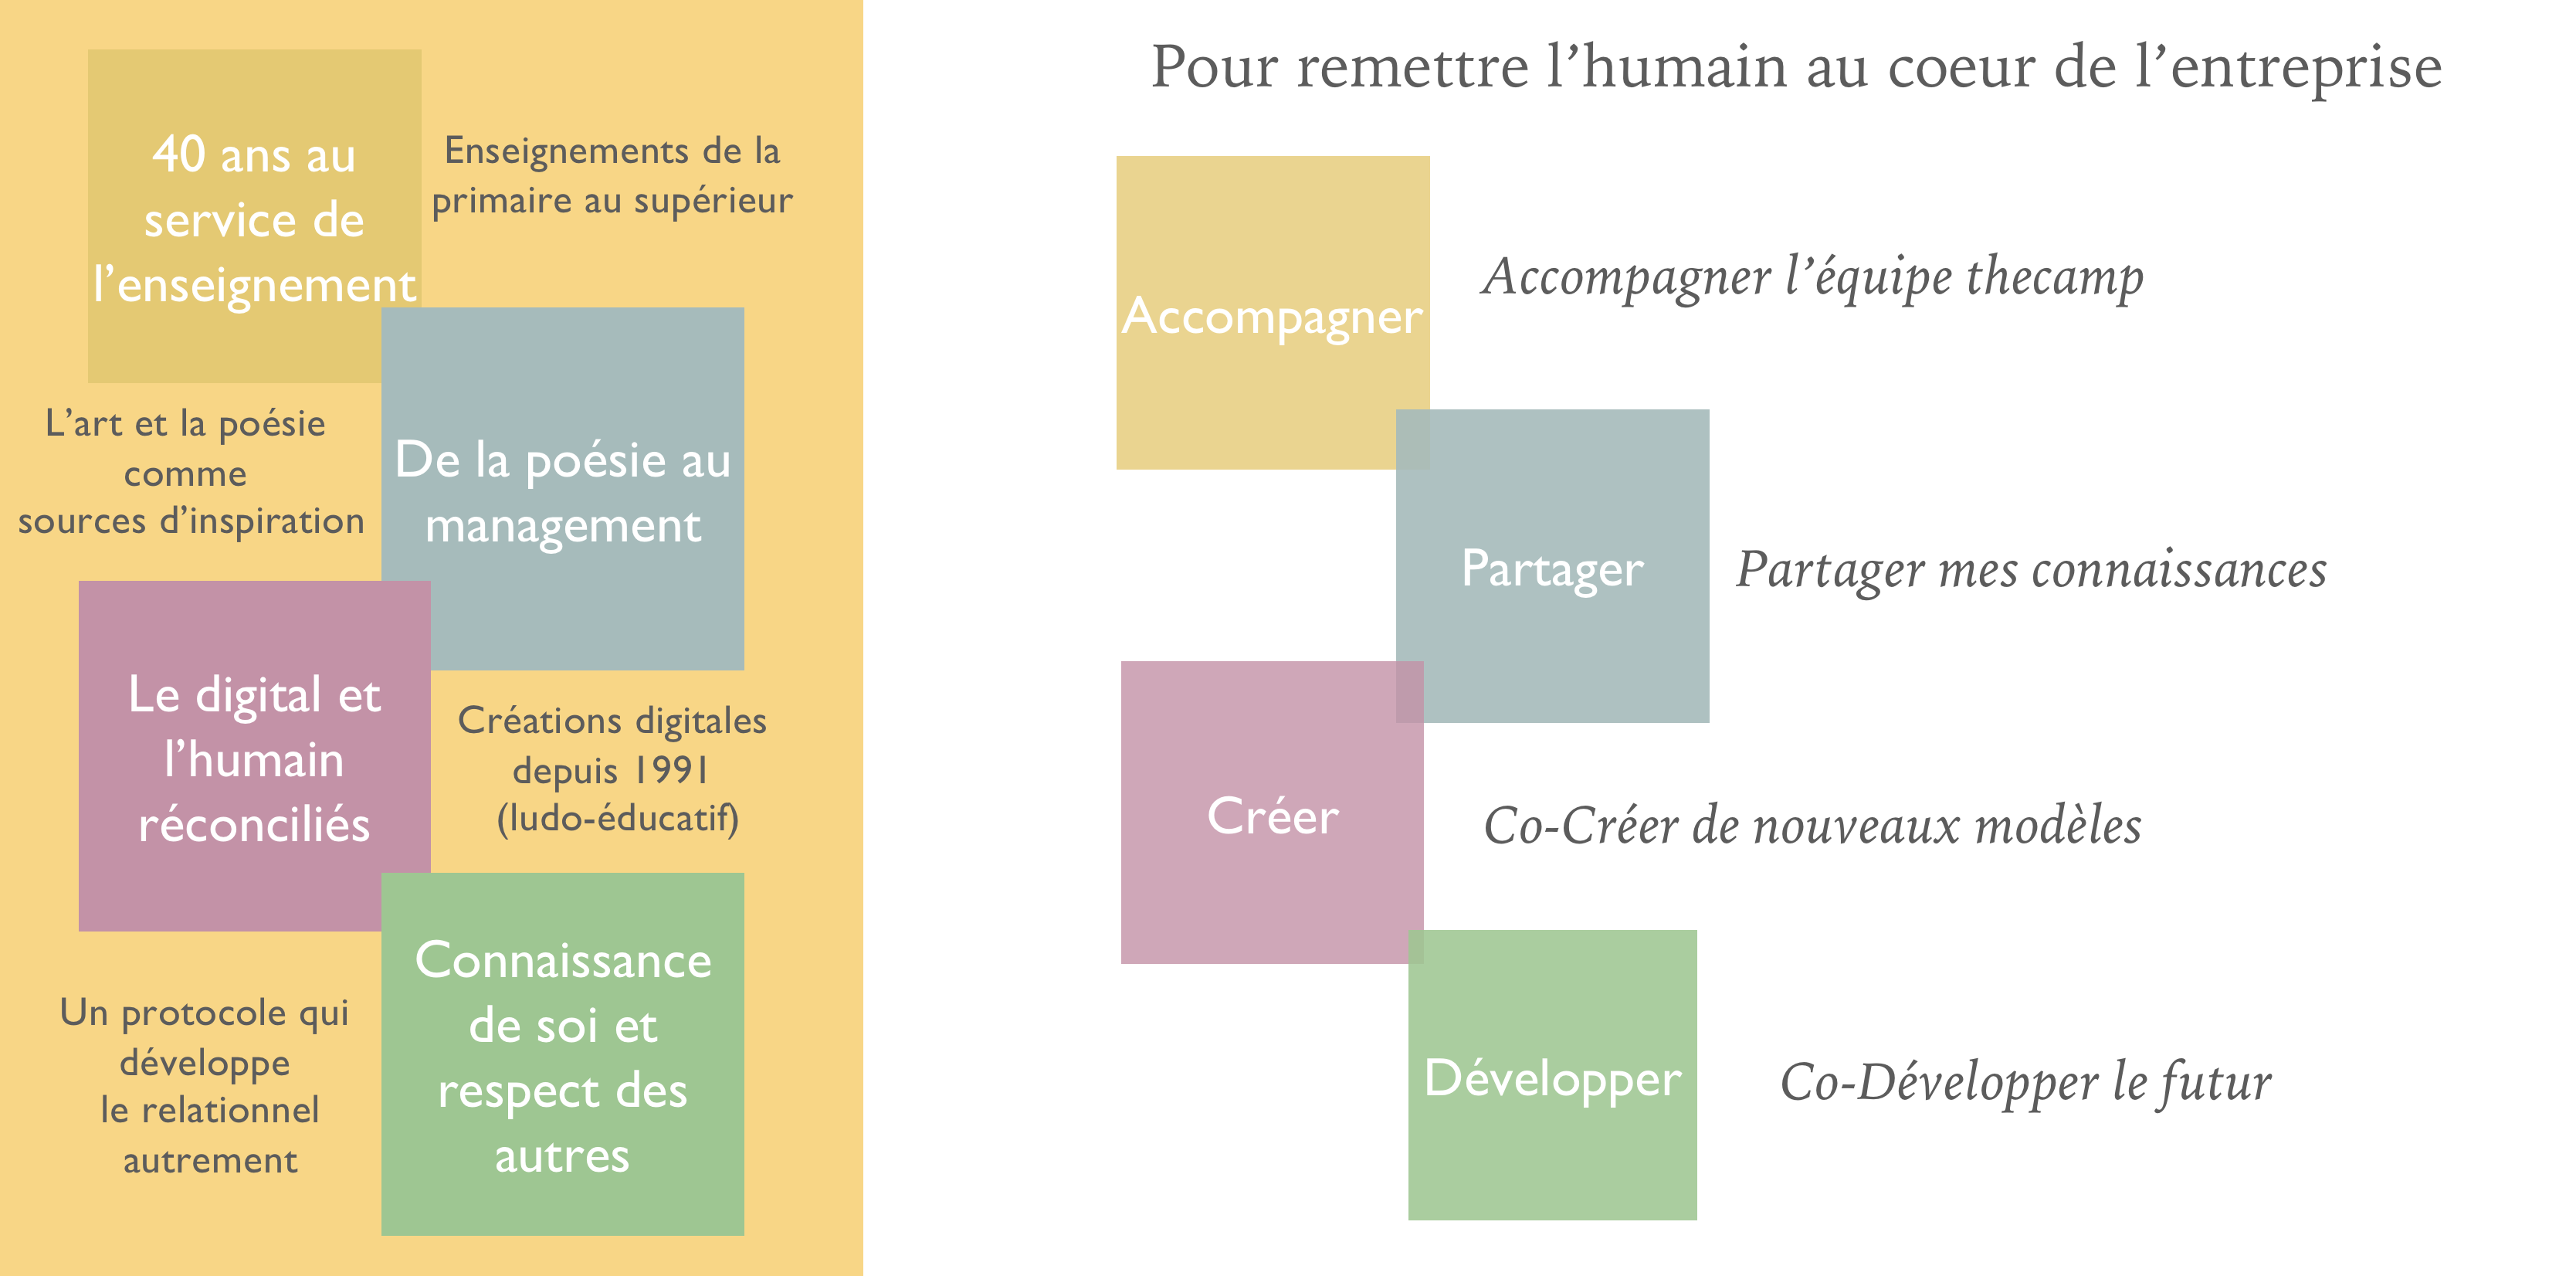 40 ans au
service de
l’enseignement
Enseignements de la
primaire au supérieur
L’art et la poésie
comme
sources d’inspiration
De la poésie au
management
Le digital et
l’humain
réconciliés
Créations digitales
depuis 1991
(ludo-éducatif)
Un protocole qui
développe
le relationnel
autrement
Connaissance
de soi et
respect des
autres
Pour remettre l’humain au coeur de l’entreprise
Accompagner
Accompagner l’équipe thecamp
Partager
Partager mes connaissances
Créer
Co-Créer de nouveaux modèles
Développer
Co-Développer le futur